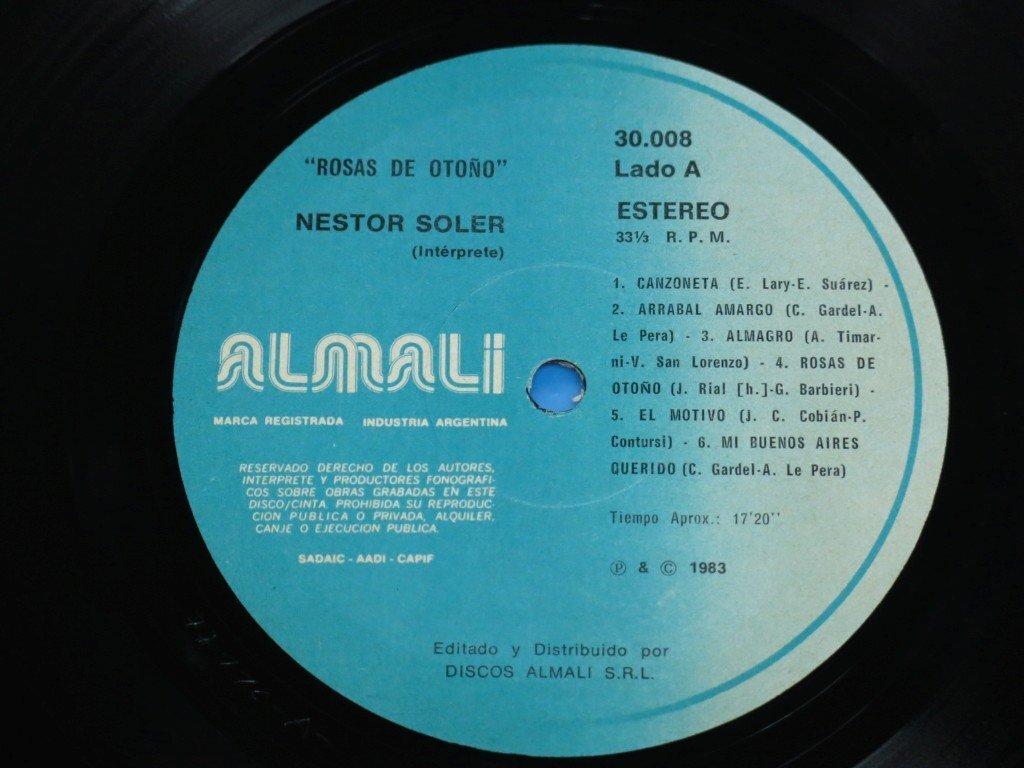 "ROSAS DE OTOÑO"
NESTOR SOLER
(Intérprete)
ALMALI
MARCA REGISTRADA INDUSTRIA ARGENTINA
RESERVADO DERECHO DE LOS AUTORES,
INTERPRETE Y PRODUCTORES FONOGRAFI-
COS SOBRE OBRAS GRABADAS EN ESTE
DISCO/CINTA. PROHIBIDA SU REPRODUC-
CION PUBLICA O PRIVADA, ALQUILER,
CANJE O EJECUCION PUBLICA.
SADAIC - AADI - CAPIF
30.008
Lado A
ESTEREO
33⅓ R. P. M.
1. CANZONETA (E. Lary-E. Suárez) -
2. ARRABAL AMARGO (C. Gardel-A.
Le Pera) - 3. ALMAGRO (A. Timar-
ni-V. San Lorenzo) - 4. ROSAS DE
OTOÑO (J. Rial [h.]-G. Barbieri) -
5. EL MOTIVO (J. C. Cobián-P.
Contursi) - 6. MI BUENOS AIRES
QUERIDO (C. Gardel-A. Le Pera)
Tiempo Aprox.: 17'20''
℗ & © 1983
Editado y Distribuido por
DISCOS ALMALI S.R.L.